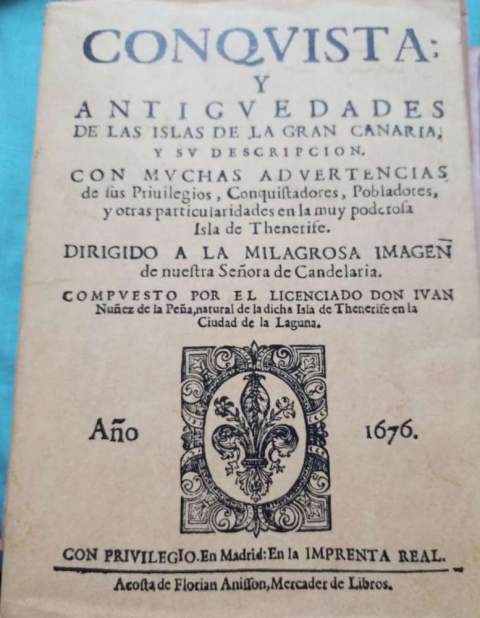 CONQVISTA:
Y
ANTIGVEDADES
DE LAS ISLAS DE LA GRAN CANARIA,
Y SV DESCRIPCION.
CON MVCHAS ADVERTENCIAS
de ſus Priuilegios, Conquiſtadores, Pobladores,
y otras particularidades en la muy poderoſa
Isla de Thenerife.
DIRIGIDO A LA MILAGROSA IMAGEN̄
de nueſtra Señora de Candelaria.
COMPVESTO POR EL LICENCIADO DON IVAN
Nuñez de la Peña, natural de la dicha Isla de Thenerife en la
Ciudad de la Laguna.
Año 1676.
CON PRIVILEGIO. En Madrid: En la IMPRENTA REAL.
Acoſta de Florian Aniſſon, Mercader de Libros.